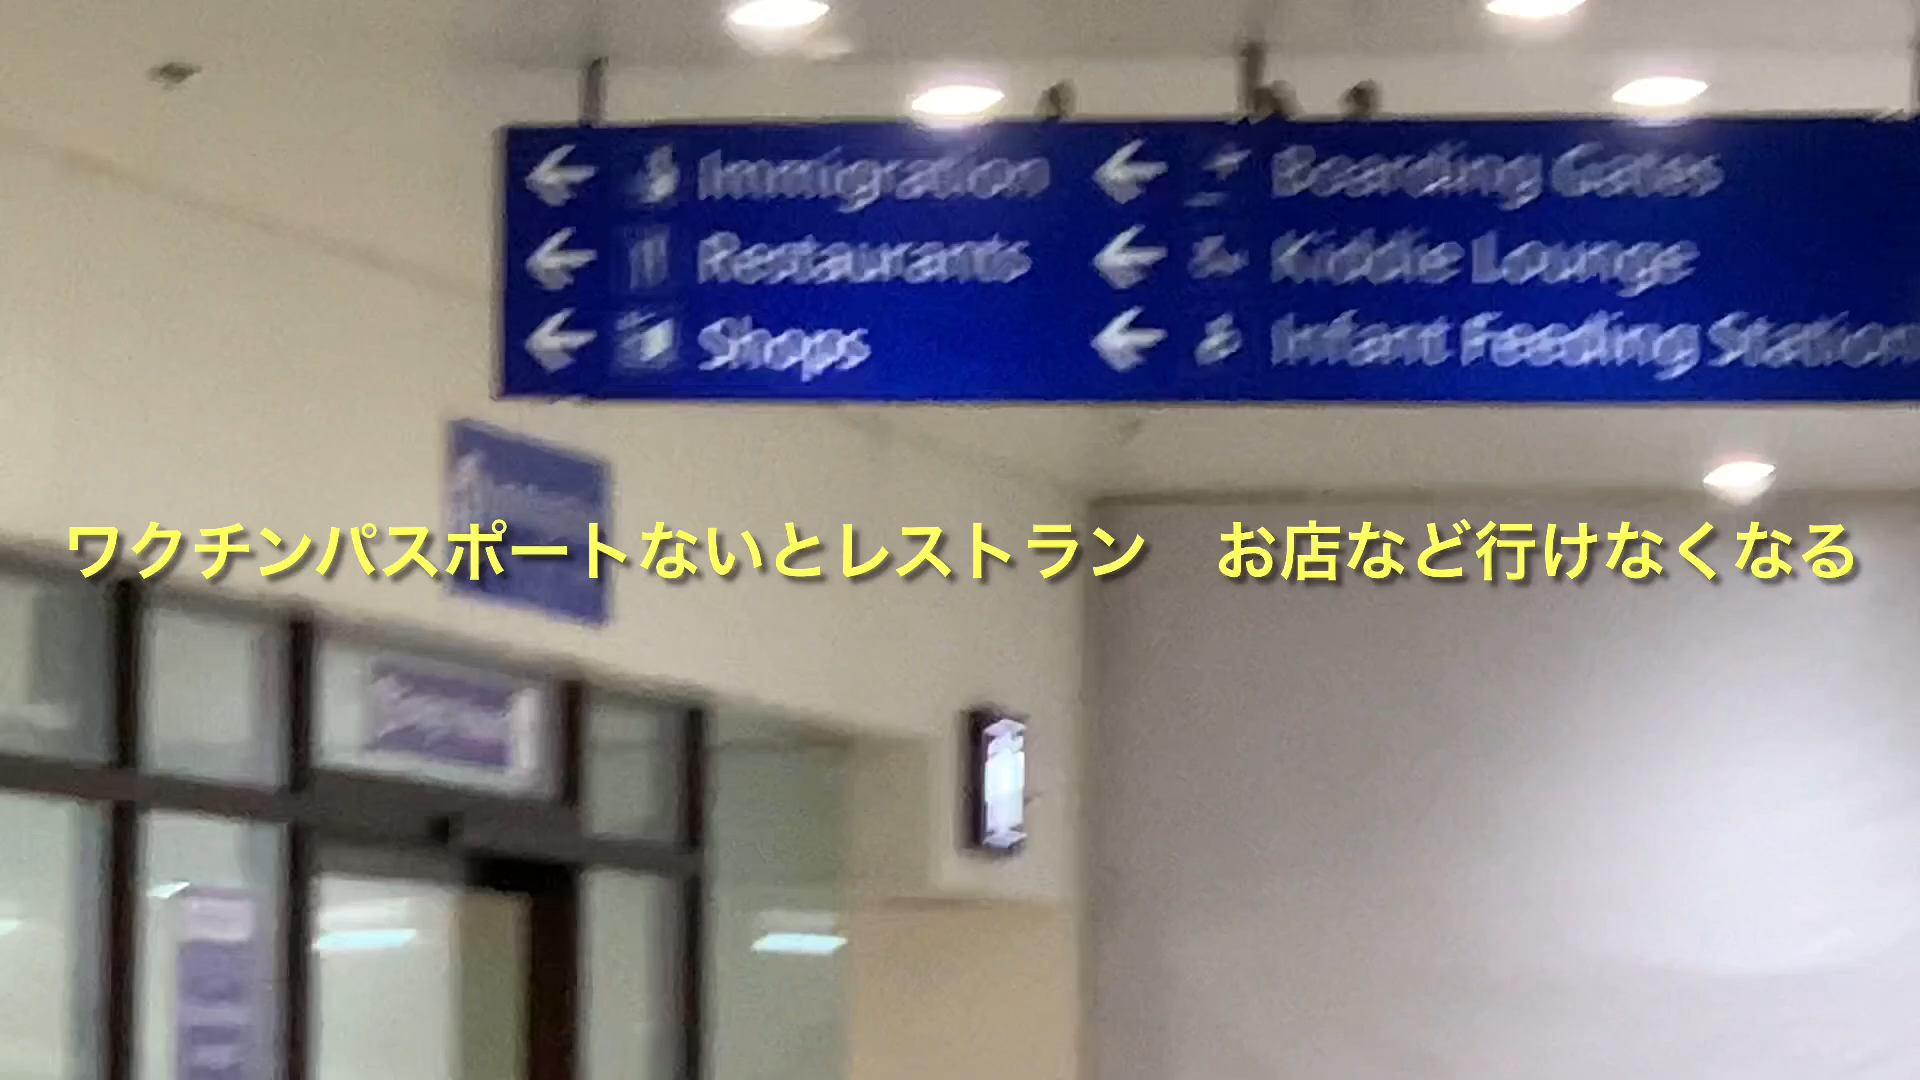 Immigration
Restaurants
Shops
Boarding Gates
Kiddie Lounge
Infant Feeding Station
ワクチンパスポートないとレストラン　お店など行けなくなる